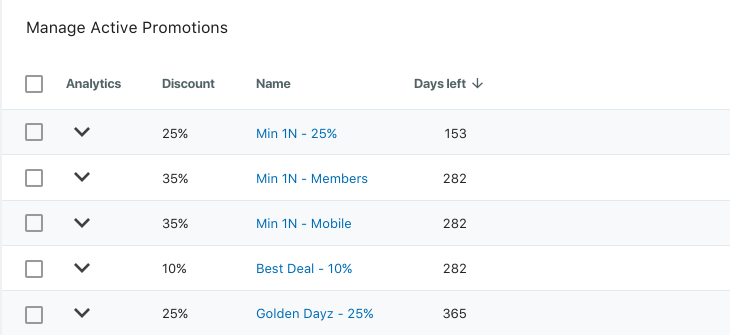 Manage Active Promotions
Analytics Discount Name Days left
25% Min 1N - 25% 153
35% Min 1N - Members 282
35% Min 1N - Mobile 282
10% Best Deal - 10% 282
25% Golden Dayz - 25% 365